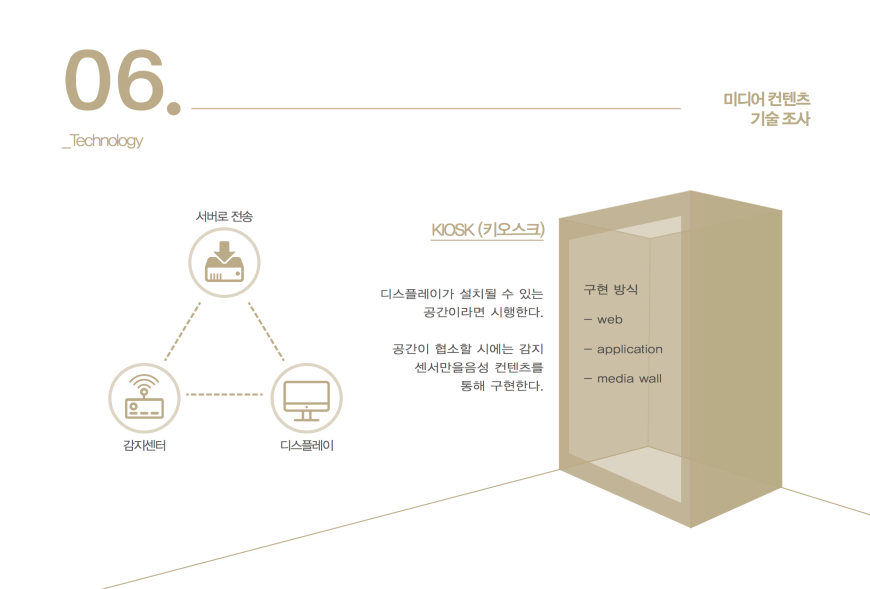 06.
_Technology
미디어 컨텐츠
기술 조사
서버로 전송
감지센터
디스플레이
KIOSK (키오스크)
디스플레이가 설치될 수 있는
공간이라면 시행한다.
공간이 협소할 시에는 감지
센서만을음성 컨텐츠를
통해 구현한다.
구현 방식
– web
– application
– media wall